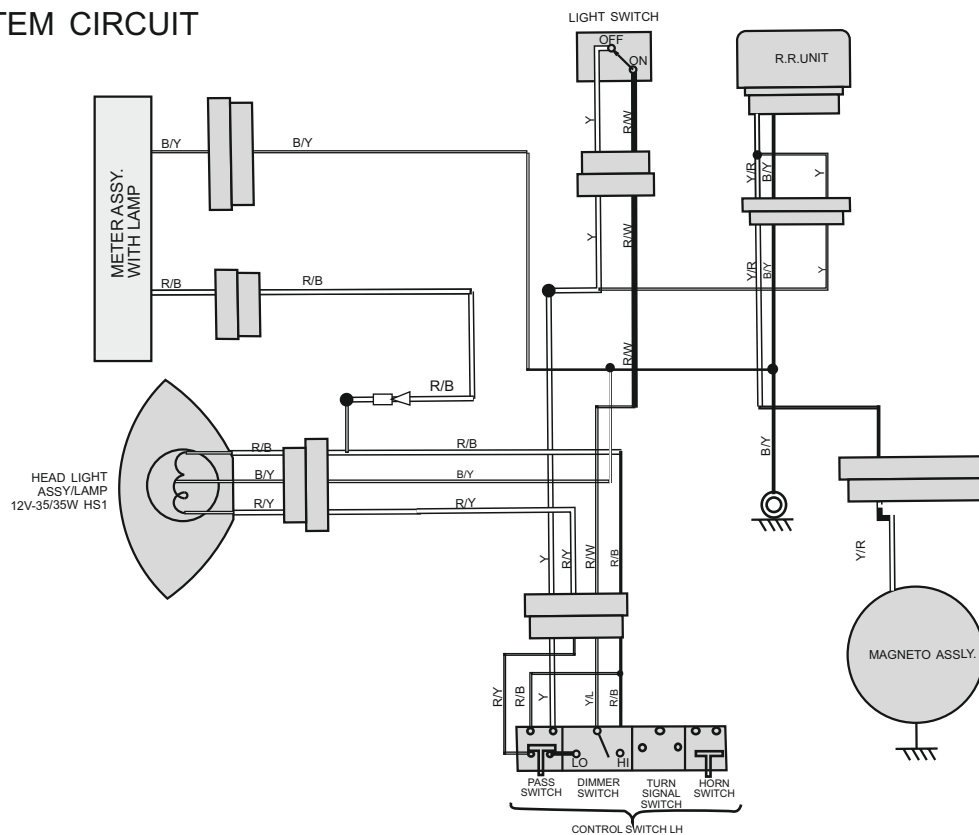 TEM CIRCUIT
LIGHT SWITCH
OFF
ON
R.R.UNIT
METER ASSY.
WITH LAMP
B/Y
B/Y
Y
R/W
Y/R
B/Y
Y
Y
R/W
Y/R
B/Y
Y
R/B
R/B
R/W
R/B
HEAD LIGHT
ASSY/LAMP
12V-35/35W HS1
R/B
R/B
B/Y
B/Y
R/Y
R/Y
B/Y
Y/R
Y
R/Y
R/W
R/B
MAGNETO ASSLY.
R/Y
R/B
Y
Y/L
R/B
LO
HI
PASS
SWITCH
DIMMER
SWITCH
TURN
SIGNAL
SWITCH
HORN
SWITCH
CONTROL SWITCH LH